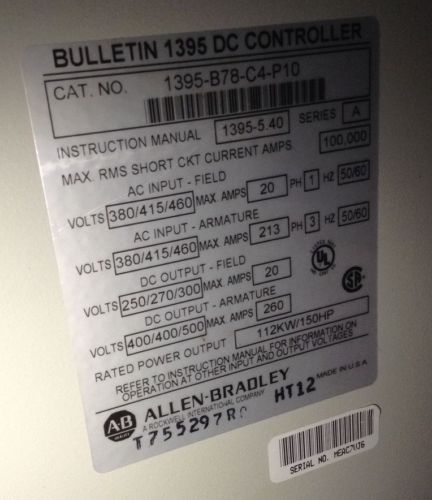 BULLETIN 1395 DC CONTROLLER
CAT. NO. 1395-B78-C4-P10
INSTRUCTION MANUAL 1395-5.40 SERIES A
MAX. RMS SHORT CKT CURRENT AMPS 100,000
AC INPUT - FIELD
VOLTS 380/415/460 MAX. AMPS 20 PH 1 HZ 50/60
AC INPUT - ARMATURE
VOLTS 380/415/460 MAX. AMPS 213 PH 3 HZ 50/60
DC OUTPUT - FIELD
VOLTS 250/270/300 MAX. AMPS 20
DC OUTPUT - ARMATURE
VOLTS 400/400/500 MAX. AMPS 260
RATED POWER OUTPUT 112KW/150HP
REFER TO INSTRUCTION MANUAL FOR INFORMATION ON
OPERATION AT OTHER INPUT AND OUTPUT VOLTAGES
UL
A-B ALLEN-BRADLEY
A ROCKWELL INTERNATIONAL COMPANY
MADE IN U.S.A.
HT12
SERIAL NO. MEAC7VJ6